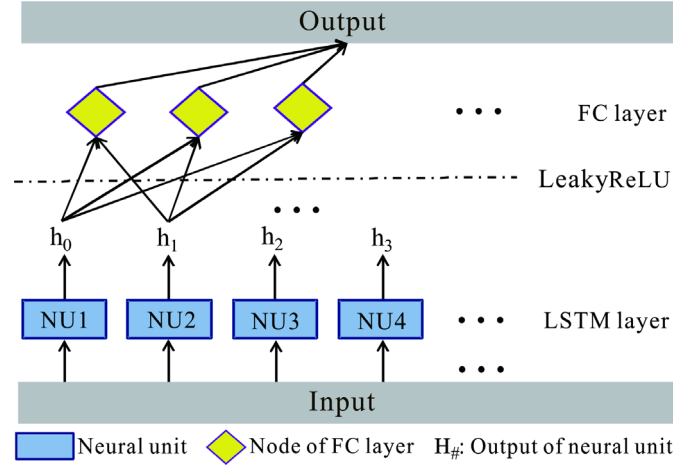 Output
FC layer
LeakyReLU
h0 h1 h2 h3
NU1 NU2 NU3 NU4 LSTM layer
Input
Neural unit Node of FC layer H#: Output of neural unit